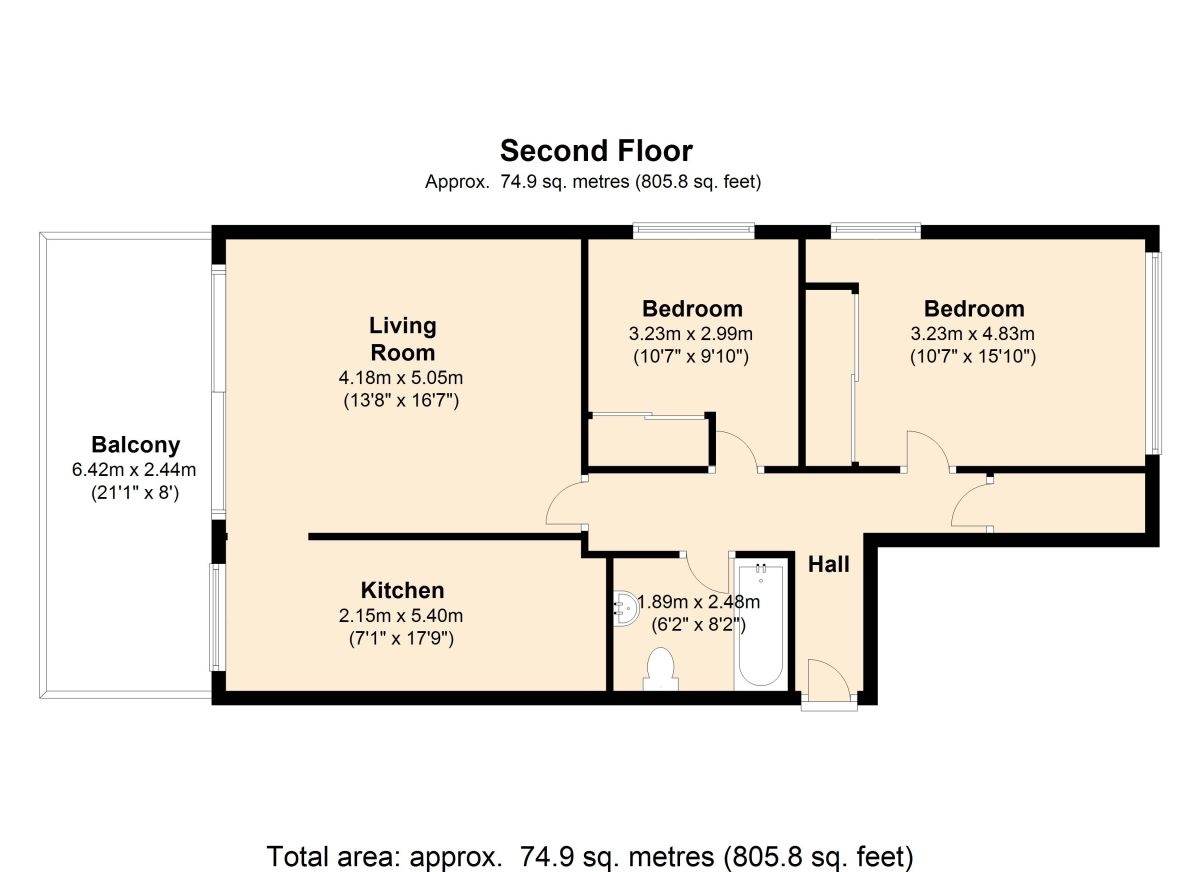 Second Floor
Approx.  74.9 sq. metres (805.8 sq. feet)
Living
Room
4.18m x 5.05m
(13'8" x 16'7")
Bedroom
3.23m x 2.99m
(10'7" x 9'10")
Bedroom
3.23m x 4.83m
(10'7" x 15'10")
Balcony
6.42m x 2.44m
(21'1" x 8')
Kitchen
2.15m x 5.40m
(7'1" x 17'9")
1.89m x 2.48m
(6'2" x 8'2")
Hall
Total area: approx.  74.9 sq. metres (805.8 sq. feet)